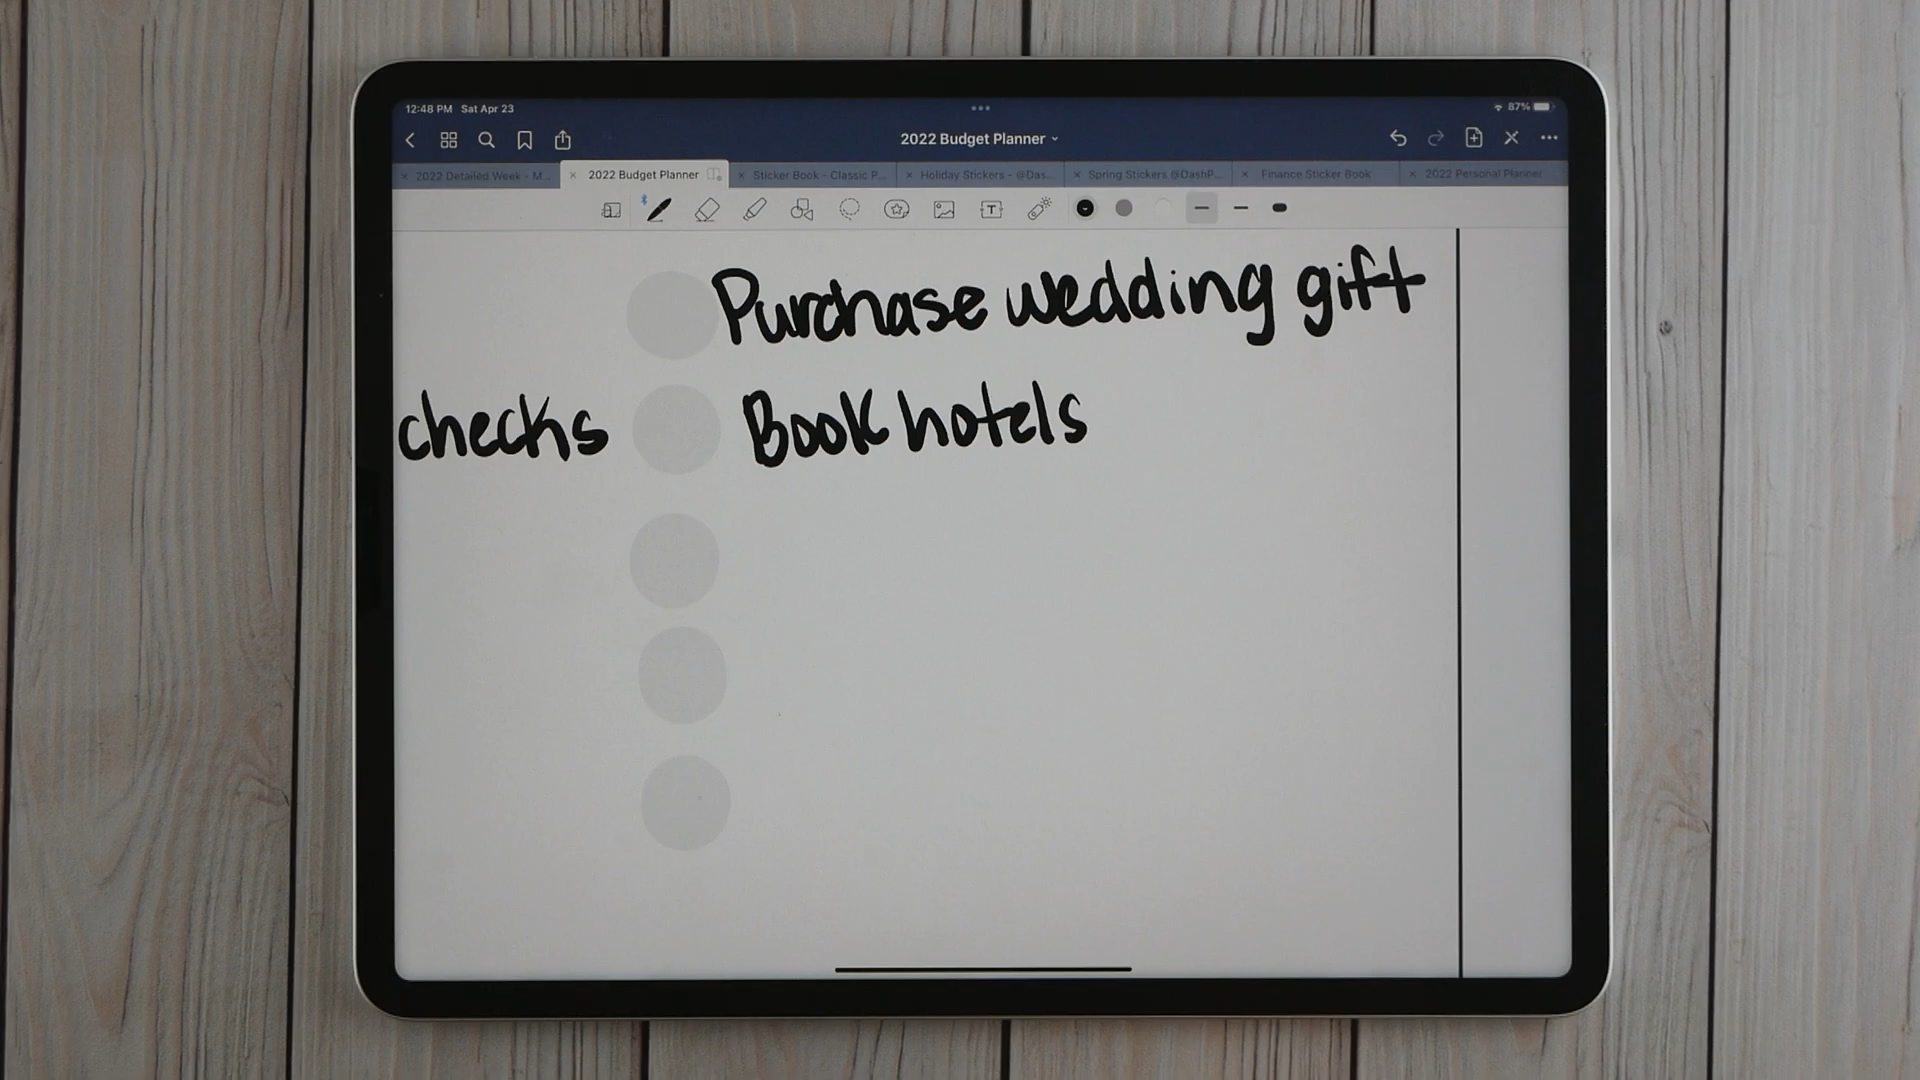 12:48 PM Sat Apr 23
87%
2022 Budget Planner
2022 Detailed Week - M...
2022 Budget Planner
Sticker Book - Classic P...
Holiday Stickers - @Das...
Spring Stickers @DashP...
Finance Sticker Book
2022 Personal Planner
T
Purchase wedding gift
checks Book hotels